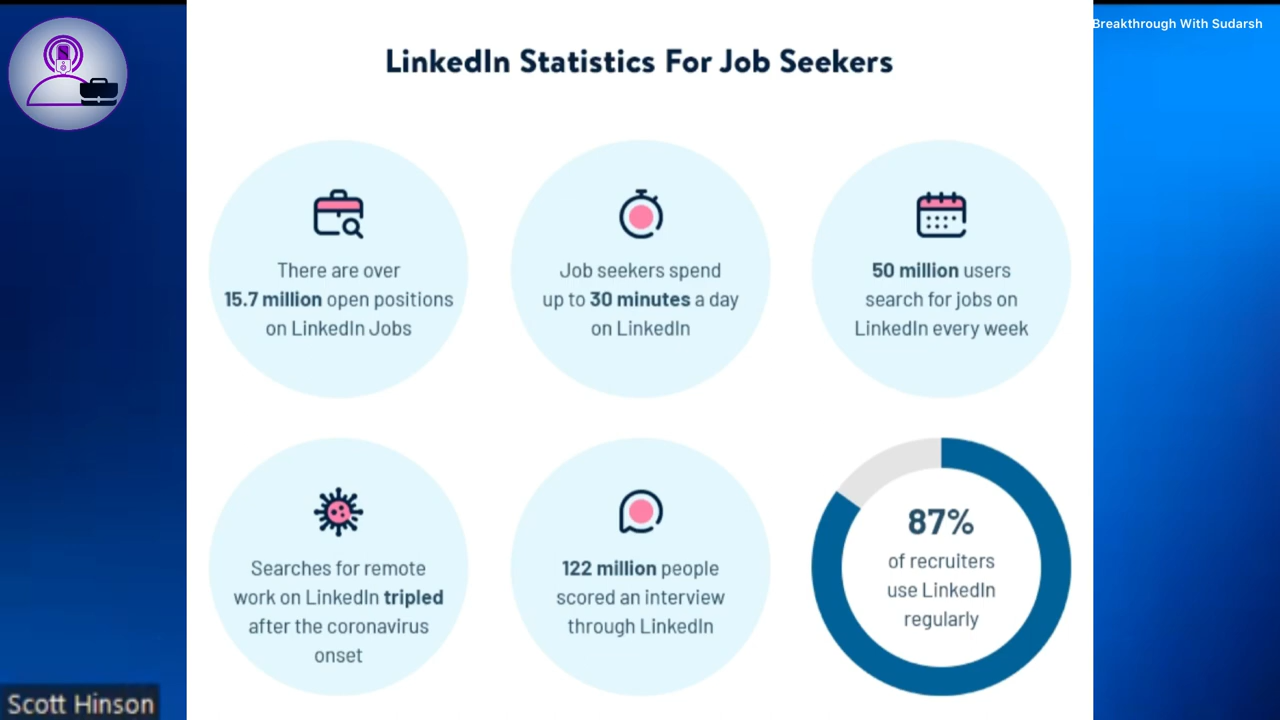 Breakthrough With Sudarsh
LinkedIn Statistics For Job Seekers
There are over
15.7 million open positions
on LinkedIn Jobs
Job seekers spend
up to 30 minutes a day
on LinkedIn
50 million users
search for jobs on
LinkedIn every week
Searches for remote
work on LinkedIn tripled
after the coronavirus
onset
122 million people
scored an interview
through LinkedIn
87%
of recruiters
use LinkedIn
regularly
Scott Hinson